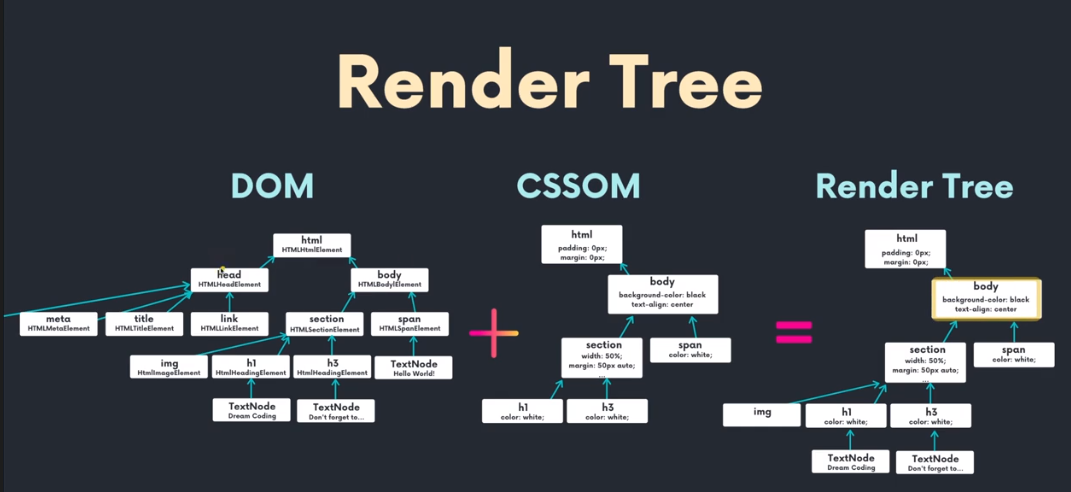 Render Tree
DOM
html
HTMLHtmlElement
head
HTMLHeadElement
body
HTMLBodylElement
meta
HTMLMetaElement
title
HTMLTitleElement
link
HTMLLinkElement
section
HTMLSectionElement
span
HTMLSpanElement
img
HtmlImageElement
h1
HtmlHeadingElement
h3
HtmlHeadingElement
TextNode
Hello World!
TextNode
Dream Coding
TextNode
Don't forget to...
CSSOM
html
padding: 0px;
margin: 0px;
body
background-color: black
text-align: center
section
width: 50%;
margin: 50px auto;
...
span
color: white;
h1
color: white;
h3
color: white;
Render Tree
html
padding: 0px;
margin: 0px;
body
background-color: black
text-align: center
section
width: 50%;
margin: 50px auto;
...
span
color: white;
img
h1
color: white;
h3
color: white;
TextNode
Dream Coding
TextNode
Don't forget to...